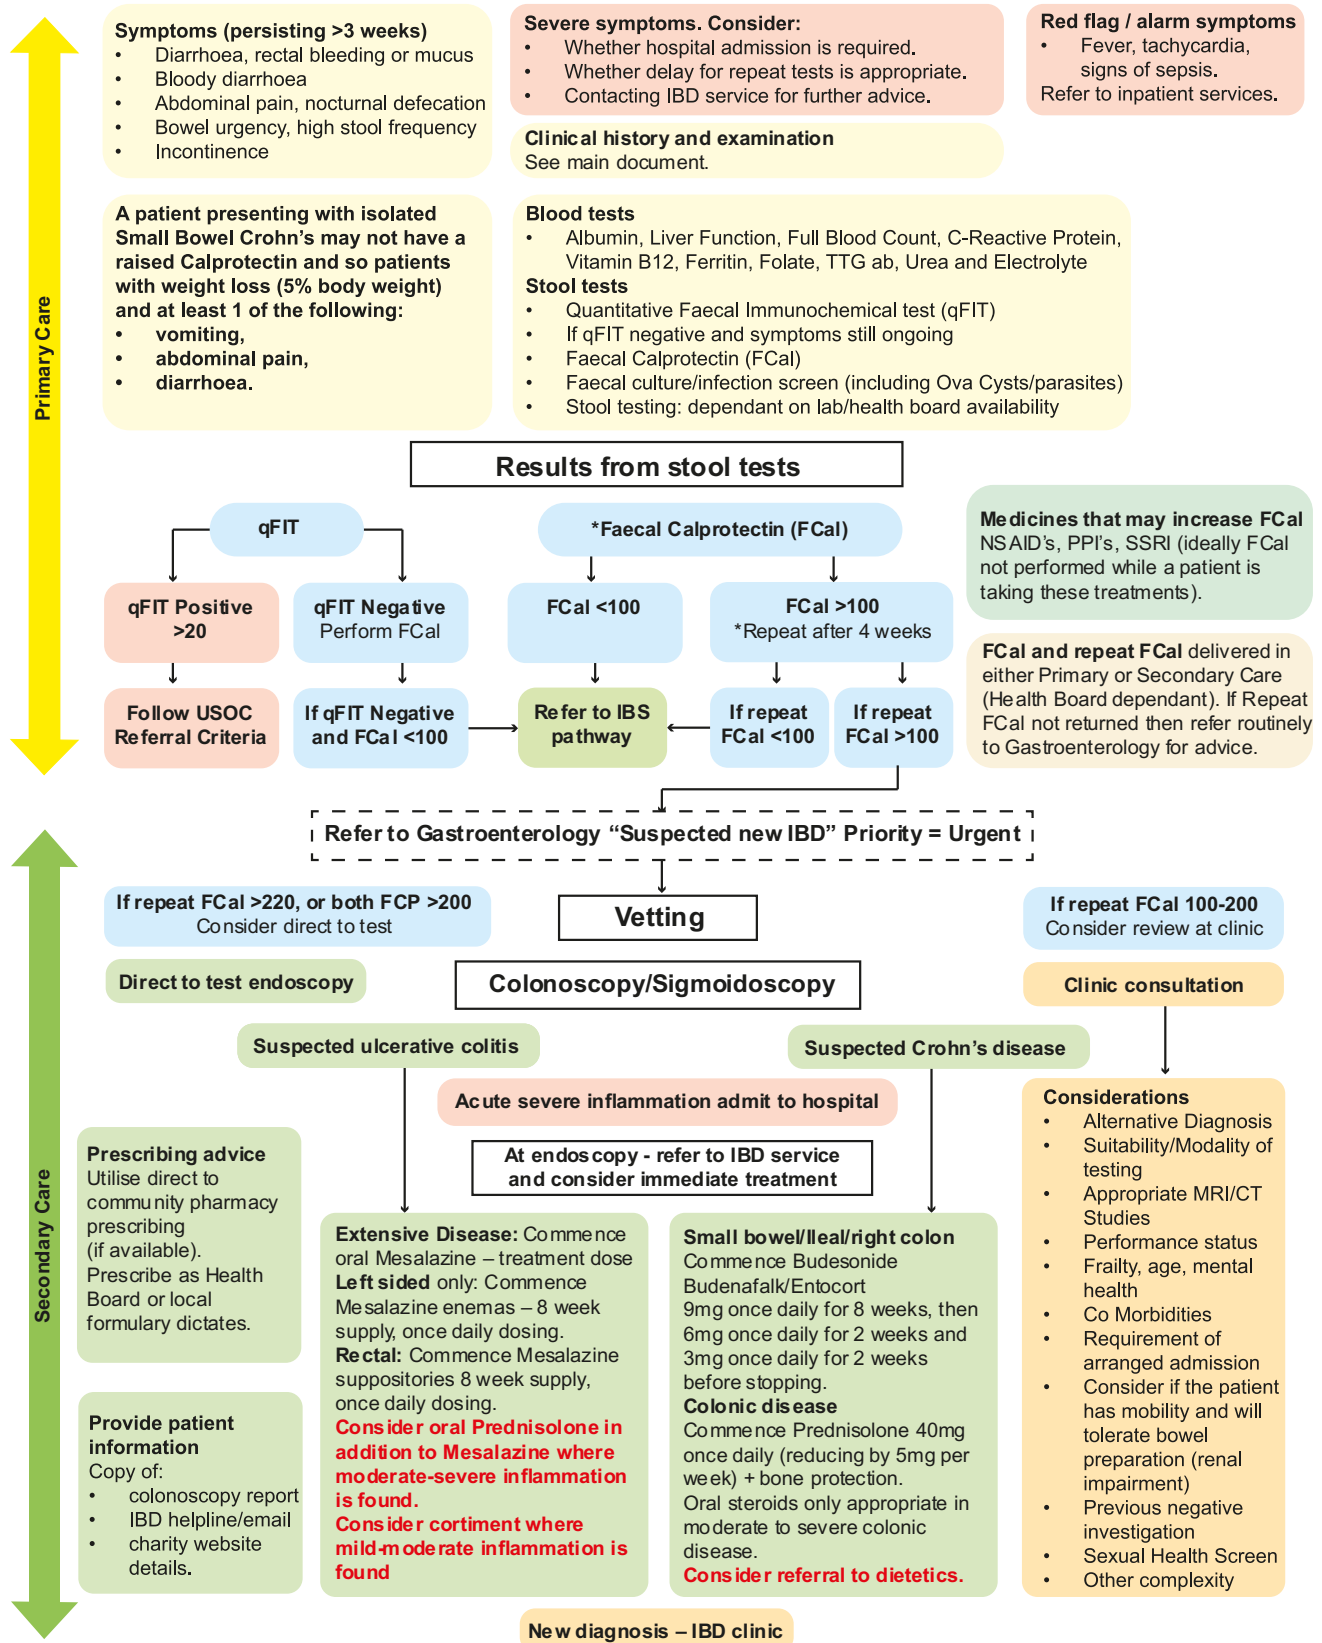 Primary Care
Symptoms (persisting >3 weeks)
• Diarrhoea, rectal bleeding or mucus
• Bloody diarrhoea
• Abdominal pain, nocturnal defecation
• Bowel urgency, high stool frequency
• Incontinence
Severe symptoms. Consider:
• Whether hospital admission is required.
• Whether delay for repeat tests is appropriate.
• Contacting IBD service for further advice.
Red flag / alarm symptoms
• Fever, tachycardia,
signs of sepsis.
Refer to inpatient services.
Clinical history and examination
See main document.
A patient presenting with isolated
Small Bowel Crohn's may not have a
raised Calprotectin and so patients
with weight loss (5% body weight)
and at least 1 of the following:
• vomiting,
• abdominal pain,
• diarrhoea.
Blood tests
• Albumin, Liver Function, Full Blood Count, C-Reactive Protein,
Vitamin B12, Ferritin, Folate, TTG ab, Urea and Electrolyte
Stool tests
• Quantitative Faecal Immunochemical test (qFIT)
• If qFIT negative and symptoms still ongoing
• Faecal Calprotectin (FCal)
• Faecal culture/infection screen (including Ova Cysts/parasites)
• Stool testing: dependant on lab/health board availability
Results from stool tests
qFIT
*Faecal Calprotectin (FCal)
Medicines that may increase FCal
NSAID's, PPI's, SSRI (ideally FCal
not performed while a patient is
taking these treatments).
qFIT Positive
>20
qFIT Negative
Perform FCal
FCal <100
FCal >100
*Repeat after 4 weeks
FCal and repeat FCal delivered in
either Primary or Secondary Care
(Health Board dependant). If Repeat
FCal not returned then refer routinely
to Gastroenterology for advice.
Follow USOC
Referral Criteria
If qFIT Negative
and FCal <100
Refer to IBS
pathway
If repeat
FCal <100
If repeat
FCal >100
Refer to Gastroenterology “Suspected new IBD” Priority = Urgent
Secondary Care
If repeat FCal >220, or both FCP >200
Consider direct to test
Vetting
If repeat FCal 100-200
Consider review at clinic
Direct to test endoscopy
Colonoscopy/Sigmoidoscopy
Clinic consultation
Suspected ulcerative colitis
Suspected Crohn's disease
Acute severe inflammation admit to hospital
At endoscopy - refer to IBD service
and consider immediate treatment
Prescribing advice
Utilise direct to
community pharmacy
prescribing
(if available).
Prescribe as Health
Board or local
formulary dictates.
Provide patient
information
Copy of:
• colonoscopy report
• IBD helpline/email
• charity website
details.
Extensive Disease: Commence
oral Mesalazine – treatment dose
Left sided only: Commence
Mesalazine enemas – 8 week
supply, once daily dosing.
Rectal: Commence Mesalazine
suppositories 8 week supply,
once daily dosing.
Consider oral Prednisolone in
addition to Mesalazine where
moderate-severe inflammation
is found.
Consider cortiment where
mild-moderate inflammation is
found
Small bowel/Ileal/right colon
Commence Budesonide
Budenafalk/Entocort
9mg once daily for 8 weeks, then
6mg once daily for 2 weeks and
3mg once daily for 2 weeks
before stopping.
Colonic disease
Commence Prednisolone 40mg
once daily (reducing by 5mg per
week) + bone protection.
Oral steroids only appropriate in
moderate to severe colonic
disease.
Consider referral to dietetics.
Considerations
• Alternative Diagnosis
• Suitability/Modality of
testing
• Appropriate MRI/CT
Studies
• Performance status
• Frailty, age, mental
health
• Co Morbidities
• Requirement of
arranged admission
• Consider if the patient
has mobility and will
tolerate bowel
preparation (renal
impairment)
• Previous negative
investigation
• Sexual Health Screen
• Other complexity
New diagnosis – IBD clinic